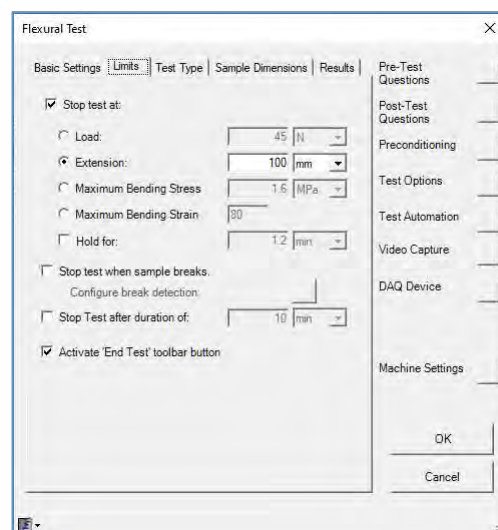 Flexural Test
Basic Settings Limits Test Type Sample Dimensions Results
Stop test at:
Load: 45 N
Extension: 100 mm
Maximum Bending Stress 1.6 MPa
Maximum Bending Strain 80
Hold for: 1.2 min
Stop test when sample breaks.
Configure break detection:
Stop Test after duration of: 10 min
Activate 'End Test' toolbar button
Pre-Test
Questions
Post-Test
Questions
Preconditioning
Test Options
Test Automation
Video Capture
DAQ Device
Machine Settings
OK
Cancel